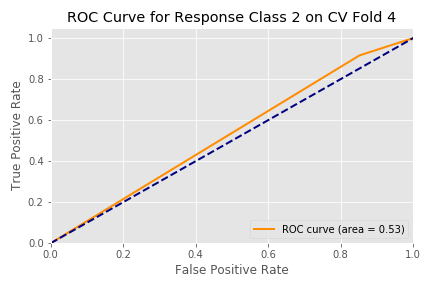 ROC Curve for Response Class 2 on CV Fold 4
True Positive Rate
1.0
0.8
0.6
0.4
0.2
0.0
ROC curve (area = 0.53)
0.0 0.2 0.4 0.6 0.8 1.0
False Positive Rate